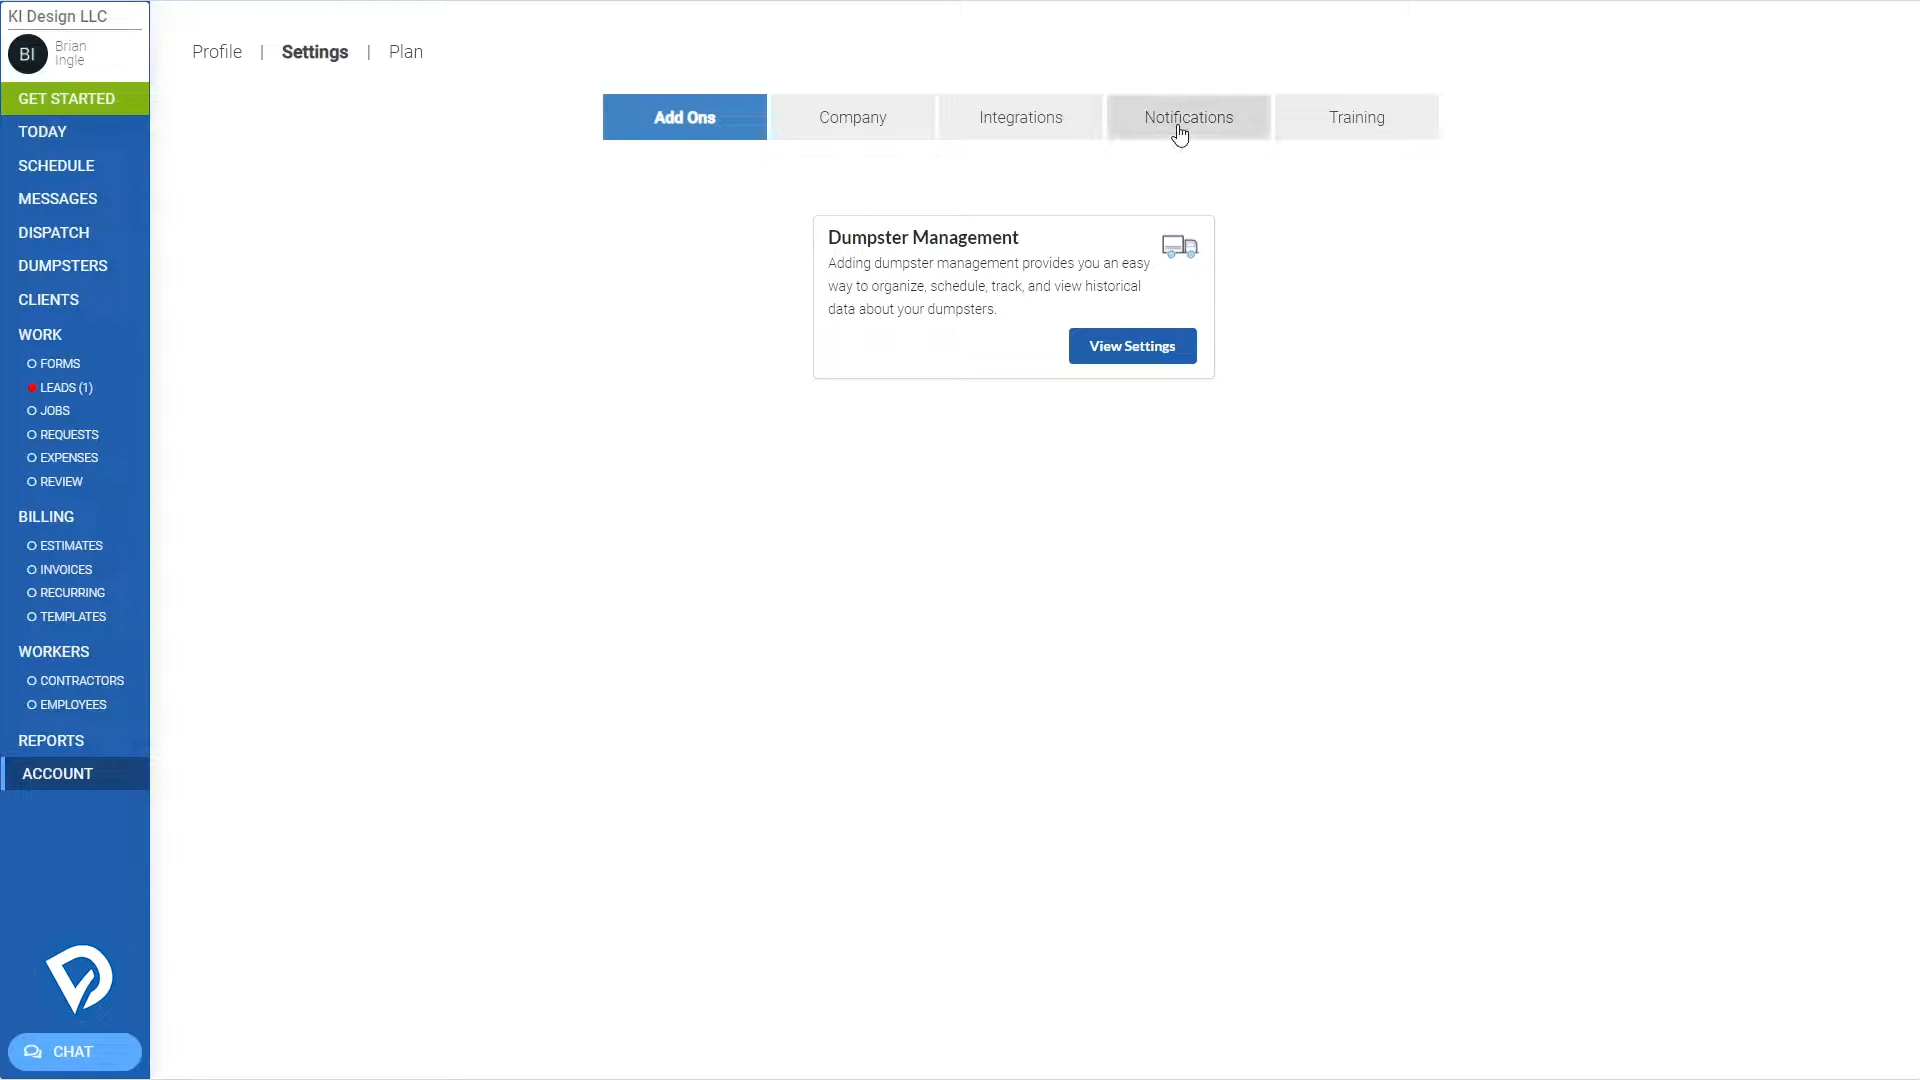 KI Design LLC
BI
Brian
Ingle
GET STARTED
TODAY
SCHEDULE
MESSAGES
DISPATCH
DUMPSTERS
CLIENTS
WORK
FORMS
LEADS (1)
JOBS
REQUESTS
EXPENSES
REVIEW
BILLING
ESTIMATES
INVOICES
RECURRING
TEMPLATES
WORKERS
CONTRACTORS
EMPLOYEES
REPORTS
ACCOUNT
CHAT
Profile | Settings | Plan
Add Ons Company Integrations Notifications Training
Dumpster Management
Adding dumpster management provides you an easy
way to organize, schedule, track, and view historical
data about your dumpsters.
View Settings